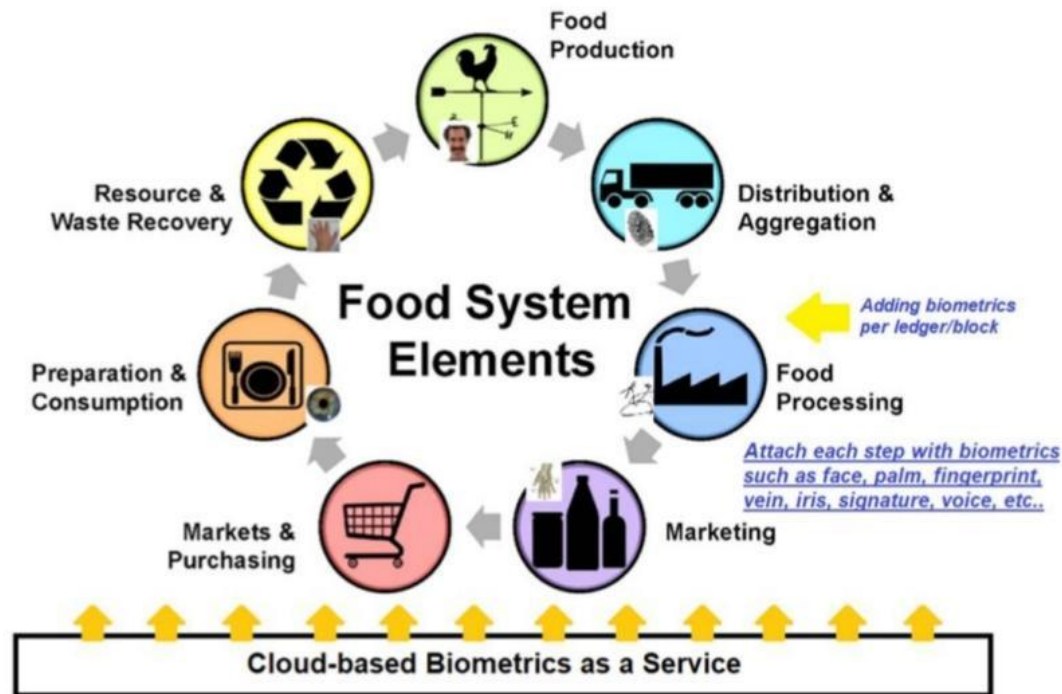 Food
Production
Resource &
Waste Recovery
Distribution &
Aggregation
Food System
Elements
Adding biometrics
per ledger/block
Preparation &
Consumption
Food
Processing
Attach each step with biometrics
such as face, palm, fingerprint,
vein, iris, signature, voice, etc..
Markets &
Purchasing
Marketing
Cloud-based Biometrics as a Service